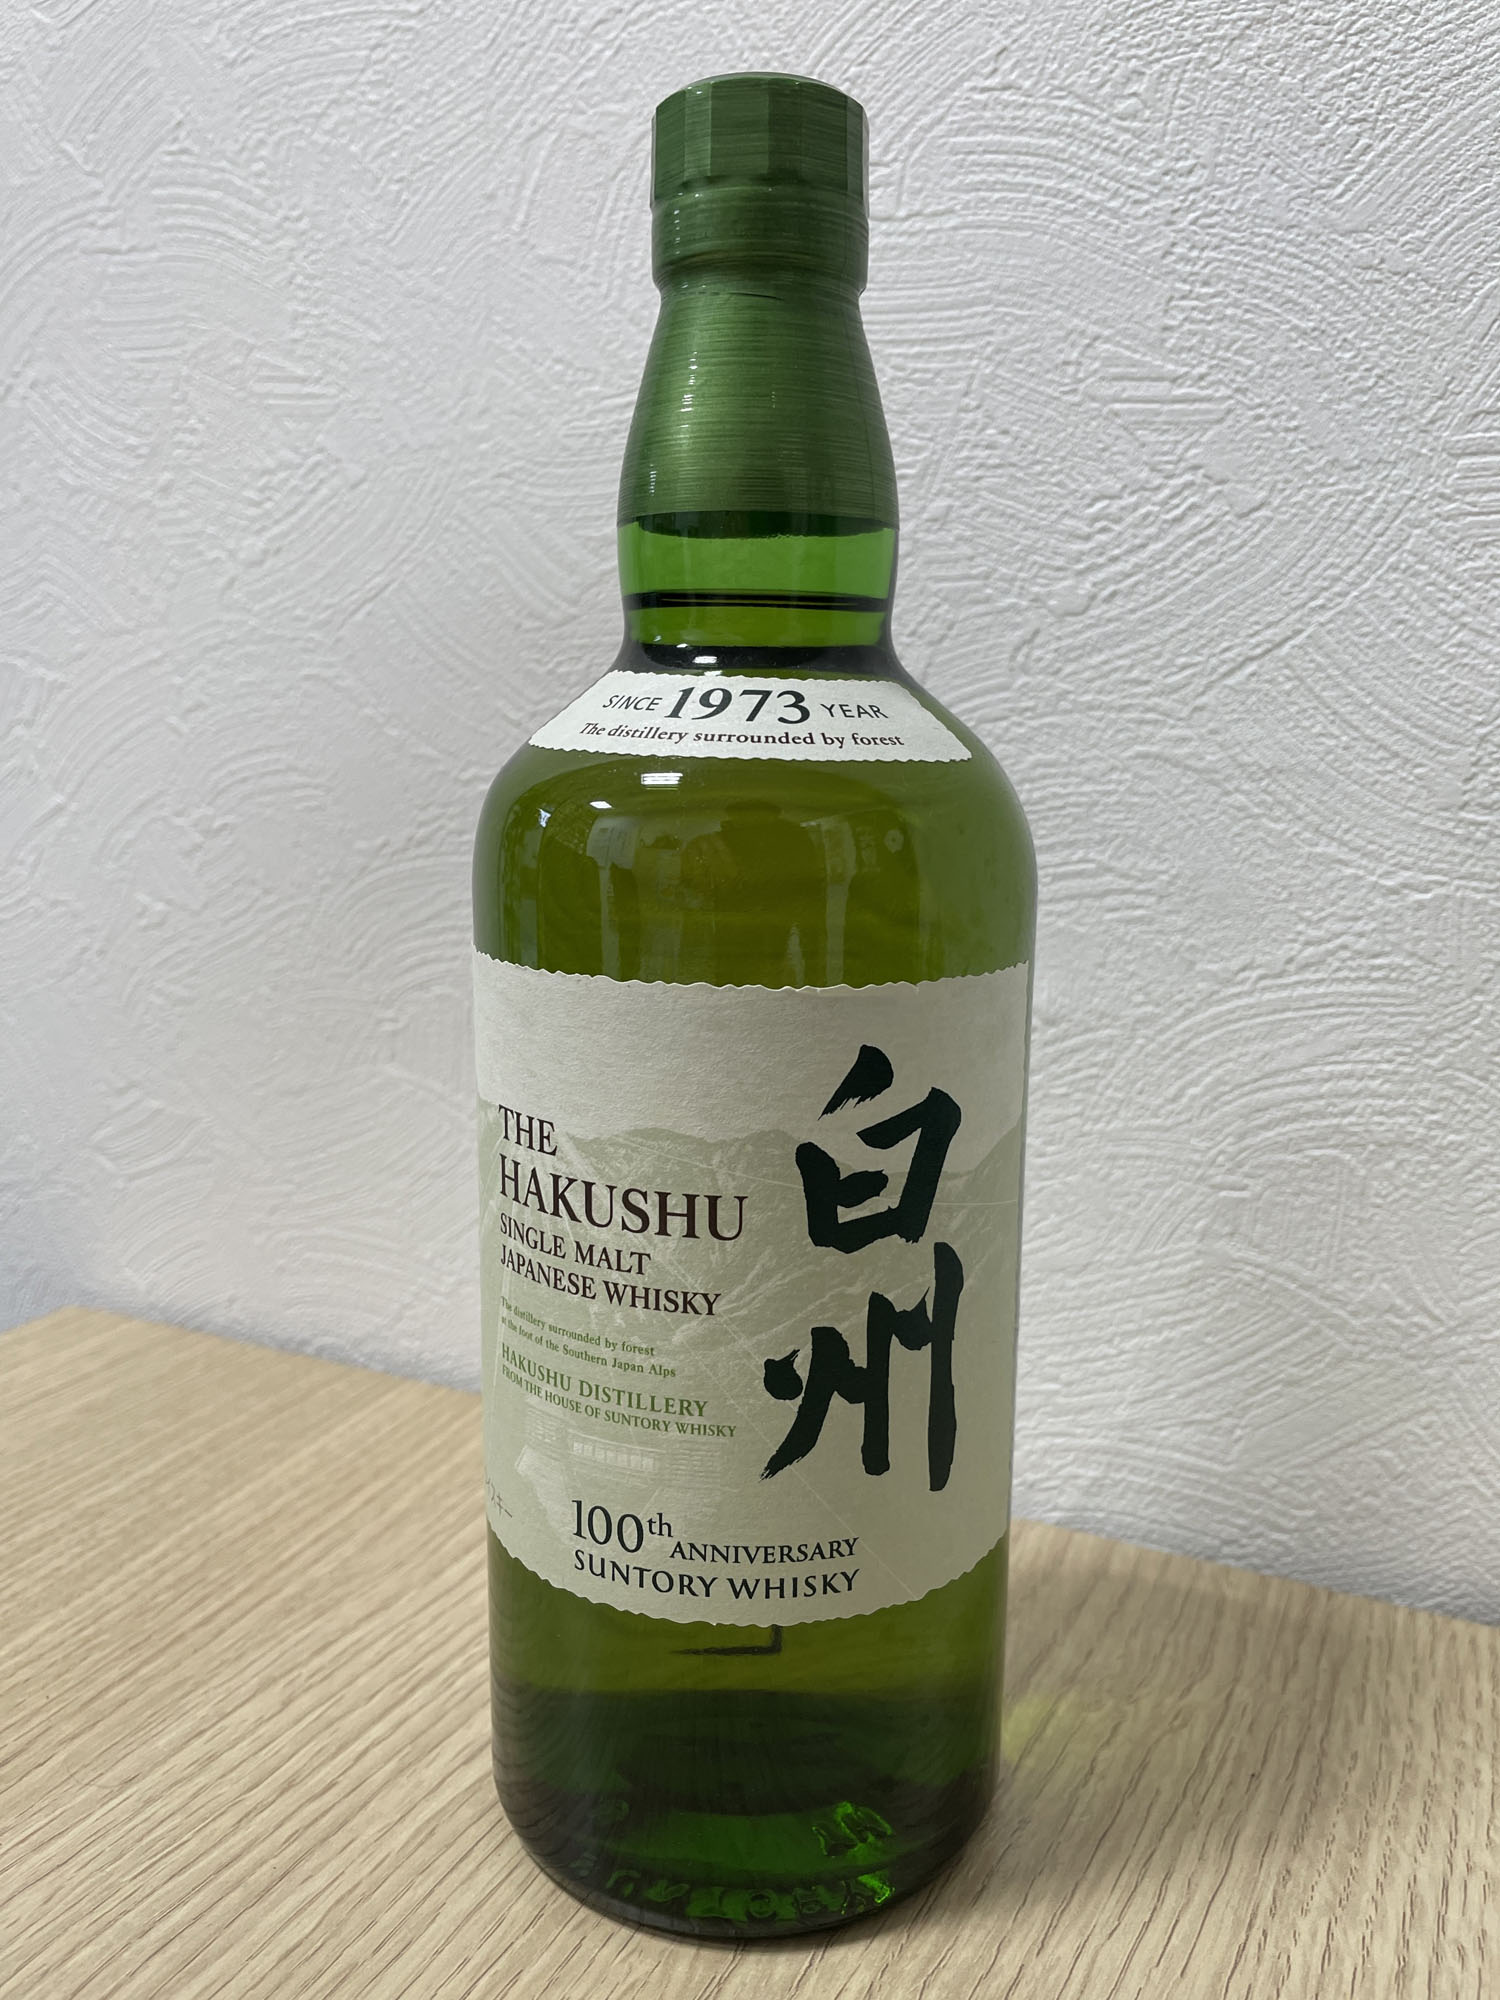 SINCE 1973 YEAR
The distillery surrounded by forest
THE
HAKUSHU
SINGLE MALT
JAPANESE WHISKY
白州
The distillery surrounded by forest
at the foot of the Southern Japan Alps
HAKUSHU DISTILLERY
FROM THE HOUSE OF SUNTORY WHISKY
100th ANNIVERSARY
SUNTORY WHISKY